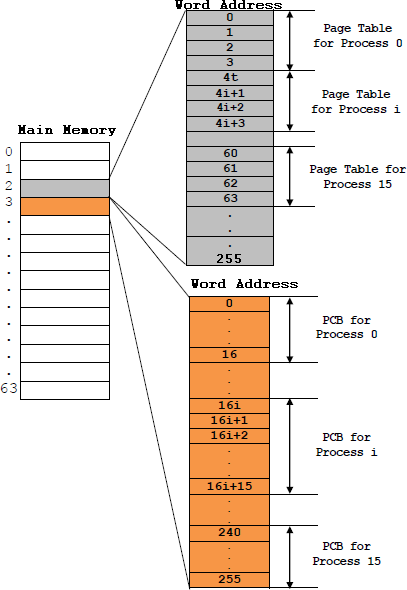 Word Address
0
1
2
3
Page Table
for Process 0
4t
4i+1
4i+2
4i+3
Page Table
for Process i
60
61
62
63
Page Table for
Process 15
.
.
.
255
Main Memory
0
1
2
3
.
.
.
.
.
.
.
.
.
63
Word Address
0
.
.
.
16
PCB for
Process 0
.
.
.
16i
16i+1
16i+2
.
.
.
16i+15
PCB for
Process i
.
.
.
240
.
.
.
255
PCB for
Process 15